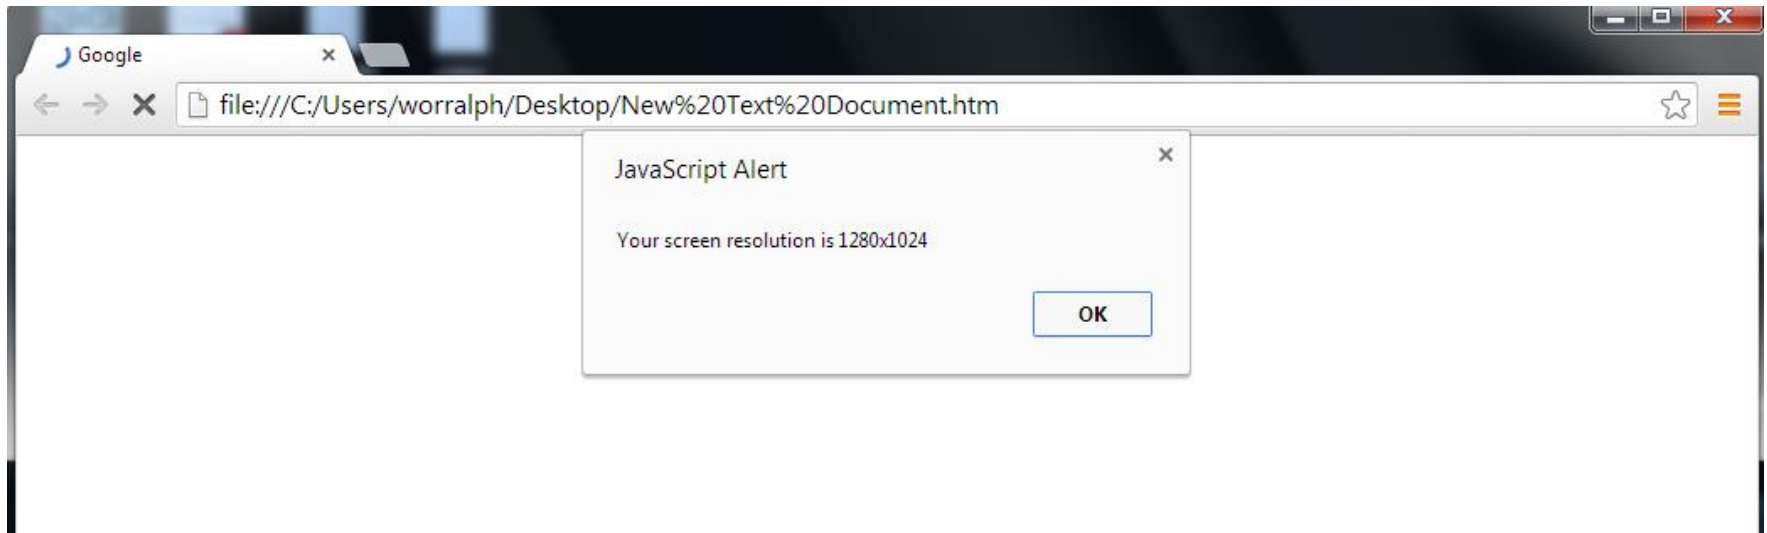 Google
file:///C:/Users/worralph/Desktop/New%20Text%20Document.htm
JavaScript Alert
Your screen resolution is 1280x1024
OK